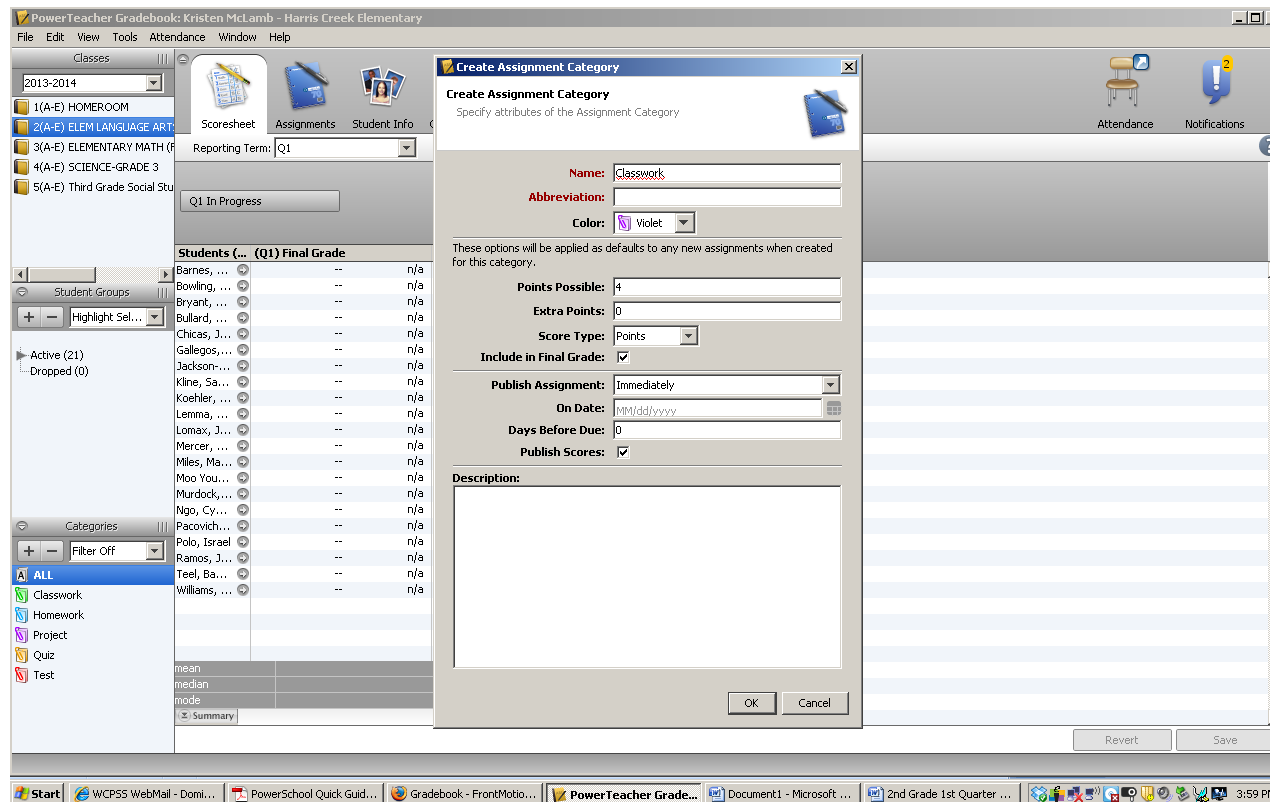 PowerTeacher Gradebook: Kristen McLamb - Harris Creek Elementary
File Edit View Tools Attendance Window Help
Classes
2013-2014
1(A-E) HOMEROOM
2(A-E) ELEM LANGUAGE ART:
3(A-E) ELEMENTARY MATH (F
4(A-E) SCIENCE-GRADE 3
5(A-E) Third Grade Social Stu
Student Groups
Highlight Sel...
Active (21)
Dropped (0)
Categories
Filter Off
ALL
Classwork
Homework
Project
Quiz
Test
Scoresheet
Assignments
Student Info
Attendance
2
Notifications
Reporting Term: Q1
Q1 In Progress
Students (... (Q1) Final Grade
Barnes, ... -- n/a
Bowling, ... -- n/a
Bryant, ... -- n/a
Bullard, ... -- n/a
Chicas, J... -- n/a
Gallegos,... -- n/a
Jackson-... -- n/a
Kline, Sa... -- n/a
Koehler, ... -- n/a
Lemma, ... -- n/a
Lomax, J... -- n/a
Mercer, ... -- n/a
Miles, Ma... -- n/a
Moo You... -- n/a
Murdock,... -- n/a
Ngo, Cy... -- n/a
Pacovich... -- n/a
Polo, Israel -- n/a
Ramos, J... -- n/a
Teel, Ba... -- n/a
Williams, ... -- n/a
mean
median
mode
Summary
Create Assignment Category
Create Assignment Category
Specify attributes of the Assignment Category
Name: Classwork
Abbreviation:
Color: Violet
These options will be applied as defaults to any new assignments when created
for this category.
Points Possible: 4
Extra Points: 0
Score Type: Points
Include in Final Grade:
Publish Assignment: Immediately
On Date: MM/dd/yyyy
Days Before Due: 0
Publish Scores:
Description:
OK Cancel
Revert Save
Start WCPSS WebMail - Domi... PowerSchool Quick Guid... Gradebook - FrontMotio... PowerTeacher Grade... Document1 - Microsoft ... 2nd Grade 1st Quarter ... 3:59 P